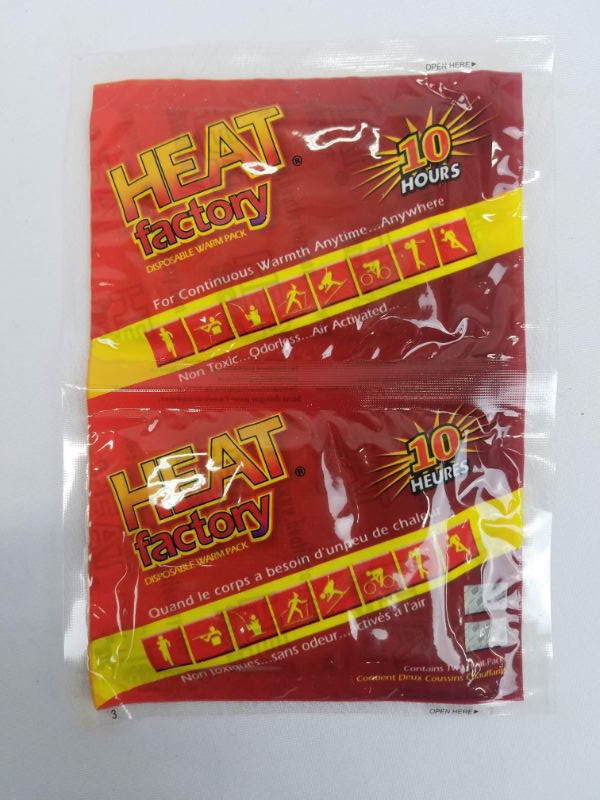 OPEN HERE▶
HEAT
factory®
DISPOSABLE WARM PACK
10
HOURS
For Continuous Warmth Anytime...Anywhere
Non Toxic...Odorless...Air Activated...
HEAT
factory®
DISPOSABLE WARM PACK
10
HEURES
Quand le corps a besoin d'un peu de chaleur
Non toxiques...sans odeur...activés à l'air
Contains Two
Contient Deux Coussins Chauffants
3
OPEN HERE▶